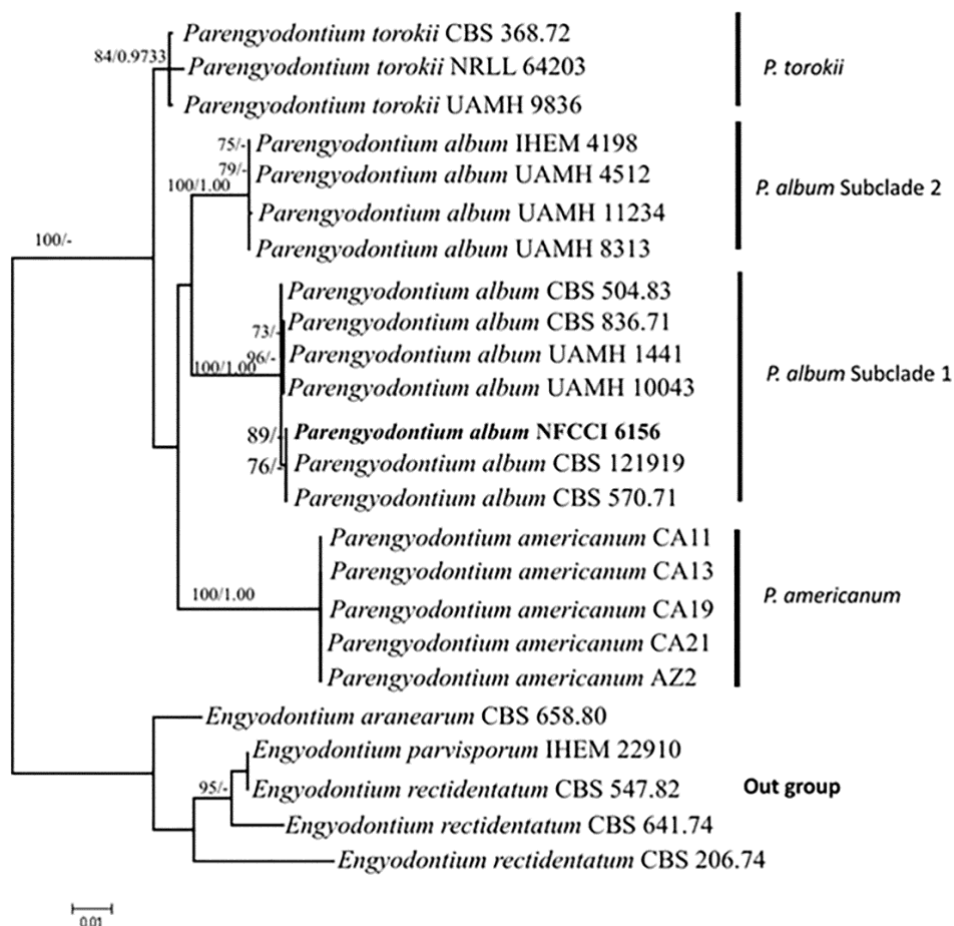 Parengyodontium torokii CBS 368.72
84/0.9733
Parengyodontium torokii NRLL 64203
P. torokii
Parengyodontium torokii UAMH 9836
75/-
Parengyodontium album IHEM 4198
79/-
Parengyodontium album UAMH 4512
100/1.00
P. album Subclade 2
Parengyodontium album UAMH 11234
100/-
Parengyodontium album UAMH 8313
Parengyodontium album CBS 504.83
73/-
Parengyodontium album CBS 836.71
96/-
Parengyodontium album UAMH 1441
100/1.00
P. album Subclade 1
Parengyodontium album UAMH 10043
89/-
Parengyodontium album NFCCI 6156
76/-
Parengyodontium album CBS 121919
Parengyodontium album CBS 570.71
Parengyodontium americanum CA11
Parengyodontium americanum CA13
100/1.00
P. americanum
Parengyodontium americanum CA19
Parengyodontium americanum CA21
Parengyodontium americanum AZ2
Engyodontium aranearum CBS 658.80
Engyodontium parvisporum IHEM 22910
95/-
Engyodontium rectidentatum CBS 547.82
Out group
Engyodontium rectidentatum CBS 641.74
Engyodontium rectidentatum CBS 206.74
0.01